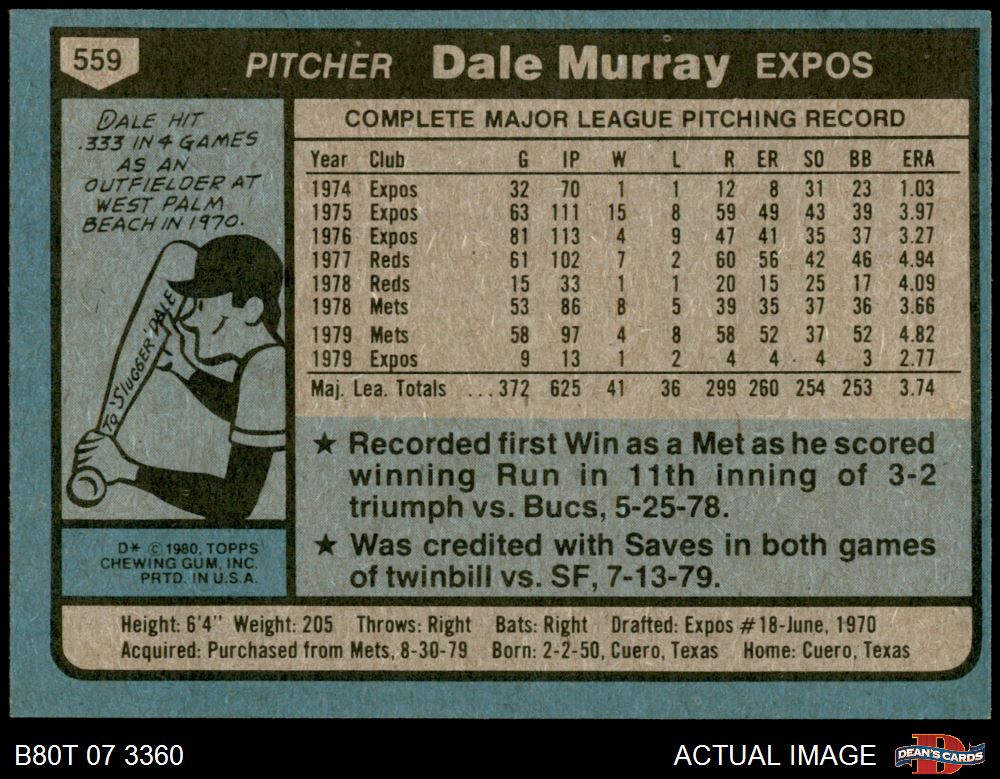 559
PITCHER Dale Murray EXPOS
DALE HIT
.333 IN 4 GAMES
AS AN
OUTFIELDER AT
WEST PALM
BEACH IN 1970.
TO "SLUGGER" DALE
D* © 1980, TOPPS
CHEWING GUM, INC.
PRTD. IN U.S.A.
COMPLETE MAJOR LEAGUE PITCHING RECORD
Year Club G IP W L R ER SO BB ERA
1974 Expos 32 70 1 1 12 8 31 23 1.03
1975 Expos 63 111 15 8 59 49 43 39 3.97
1976 Expos 81 113 4 9 47 41 35 37 3.27
1977 Reds 61 102 7 2 60 56 42 46 4.94
1978 Reds 15 33 1 1 20 15 25 17 4.09
1978 Mets 53 86 8 5 39 35 37 36 3.66
1979 Mets 58 97 4 8 58 52 37 52 4.82
1979 Expos 9 13 1 2 4 4 4 3 2.77
Maj. Lea. Totals ...372 625 41 36 299 260 254 253 3.74
★ Recorded first Win as a Met as he scored
winning Run in 11th inning of 3-2
triumph vs. Bucs, 5-25-78.
★ Was credited with Saves in both games
of twinbill vs. SF, 7-13-79.
Height: 6'4" Weight: 205 Throws: Right Bats: Right Drafted: Expos #18-June, 1970
Acquired: Purchased from Mets, 8-30-79 Born: 2-2-50, Cuero, Texas Home: Cuero, Texas
B80T 07 3360 ACTUAL IMAGE DEAN'S CARDS